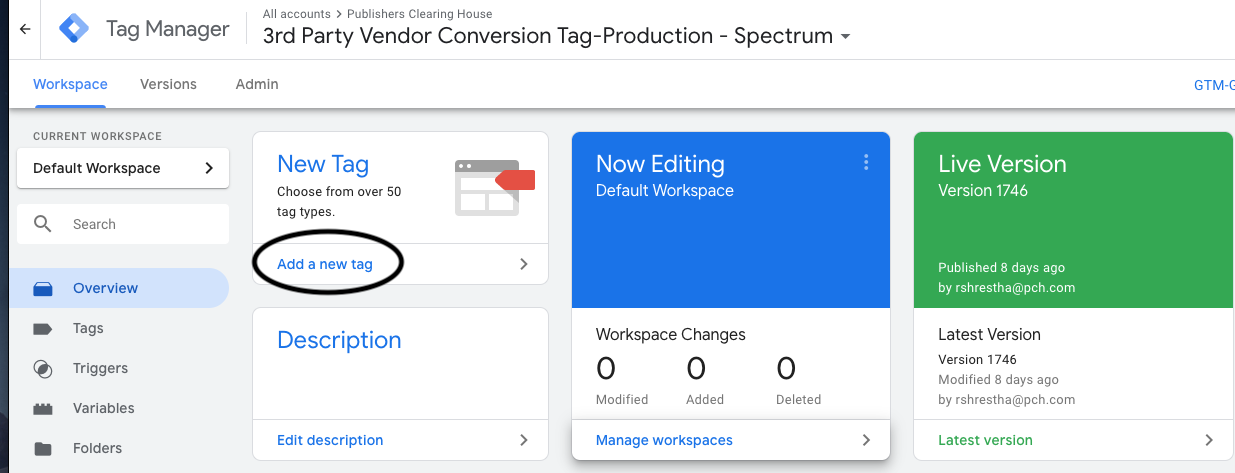 All accounts > Publishers Clearing House
Tag Manager
3rd Party Vendor Conversion Tag-Production - Spectrum
Workspace
Versions
Admin
GTM-G
CURRENT WORKSPACE
Default Workspace
Search
Overview
Tags
Triggers
Variables
Folders
New Tag
Choose from over 50
tag types.
Add a new tag
Description
Edit description
Now Editing
Default Workspace
Workspace Changes
0 0 0
Modified Added Deleted
Manage workspaces
Live Version
Version 1746
Published 8 days ago
by rshrestha@pch.com
Latest Version
Version 1746
Modified 8 days ago
by rshrestha@pch.com
Latest version